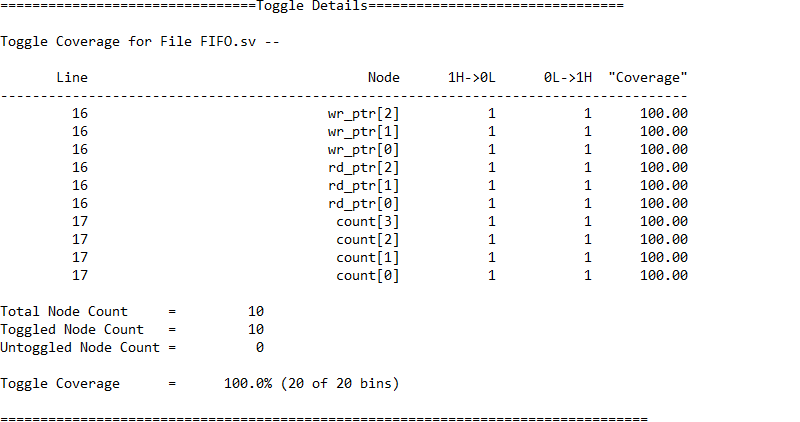 ================================Toggle Details================================

Toggle Coverage for File FIFO.sv --

       Line                                   Node      1H->0L      0L->1H  "Coverage"
--------------------------------------------------------------------------------------
         16                              wr_ptr[2]           1           1      100.00
         16                              wr_ptr[1]           1           1      100.00
         16                              wr_ptr[0]           1           1      100.00
         16                              rd_ptr[2]           1           1      100.00
         16                              rd_ptr[1]           1           1      100.00
         16                              rd_ptr[0]           1           1      100.00
         17                               count[3]           1           1      100.00
         17                               count[2]           1           1      100.00
         17                               count[1]           1           1      100.00
         17                               count[0]           1           1      100.00

Total Node Count     =         10
Toggled Node Count   =         10
Untoggled Node Count =          0

Toggle Coverage      =      100.0% (20 of 20 bins)

=================================================================================